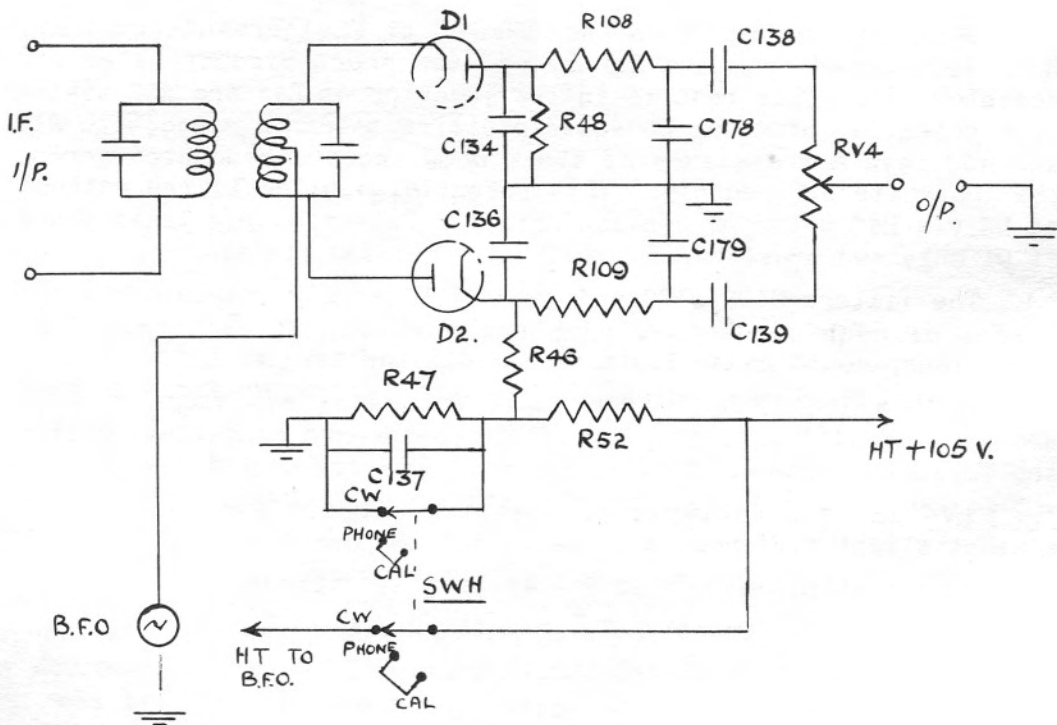 D1
R108
C138
I.F.
I/P.
R48
C134
C178
RV4
O/P.
C136
R109
C179
D2.
C139
R46
R47
R52
HT +105 V.
C137
CW
PHONE
CAL
SWH
B.F.O
CW
PHONE
HT TO
B.F.O.
CAL